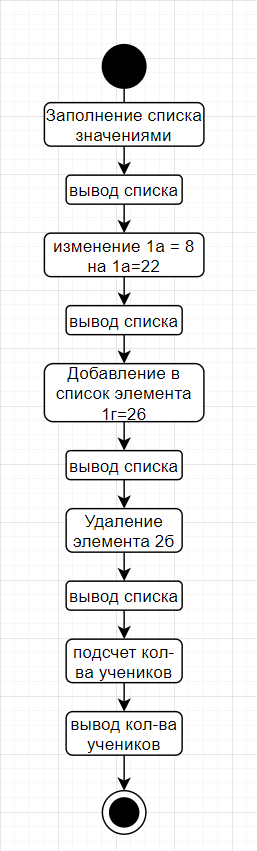 Заполнение списка
значениями
вывод списка
изменение 1а = 8
на 1а=22
вывод списка
Добавление в
список элемента
1г=26
вывод списка
Удаление
элемента 2б
вывод списка
подсчет кол-
ва учеников
вывод кол-ва
учеников